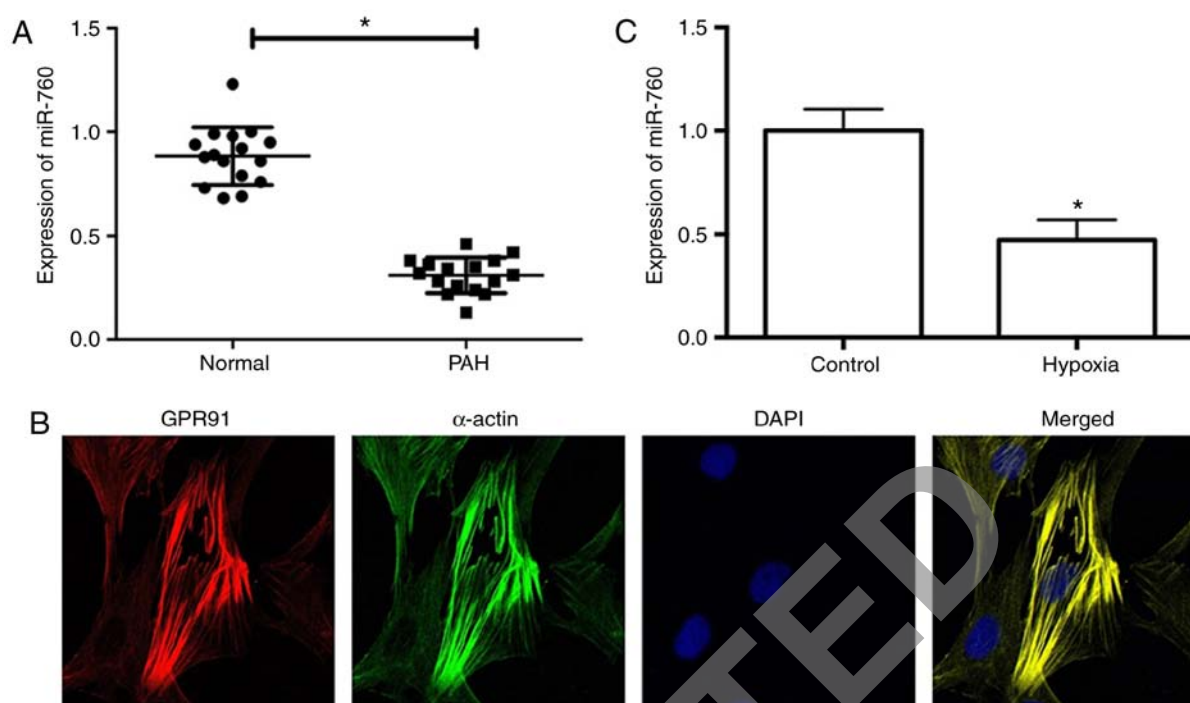 A
Expression of miR-760
1.5
1.0
0.5
0.0
*
Normal
PAH
C
Expression of miR-760
1.5
1.0
0.5
0.0
*
Control
Hypoxia
B
GPR91
α-actin
DAPI
Merged
TED